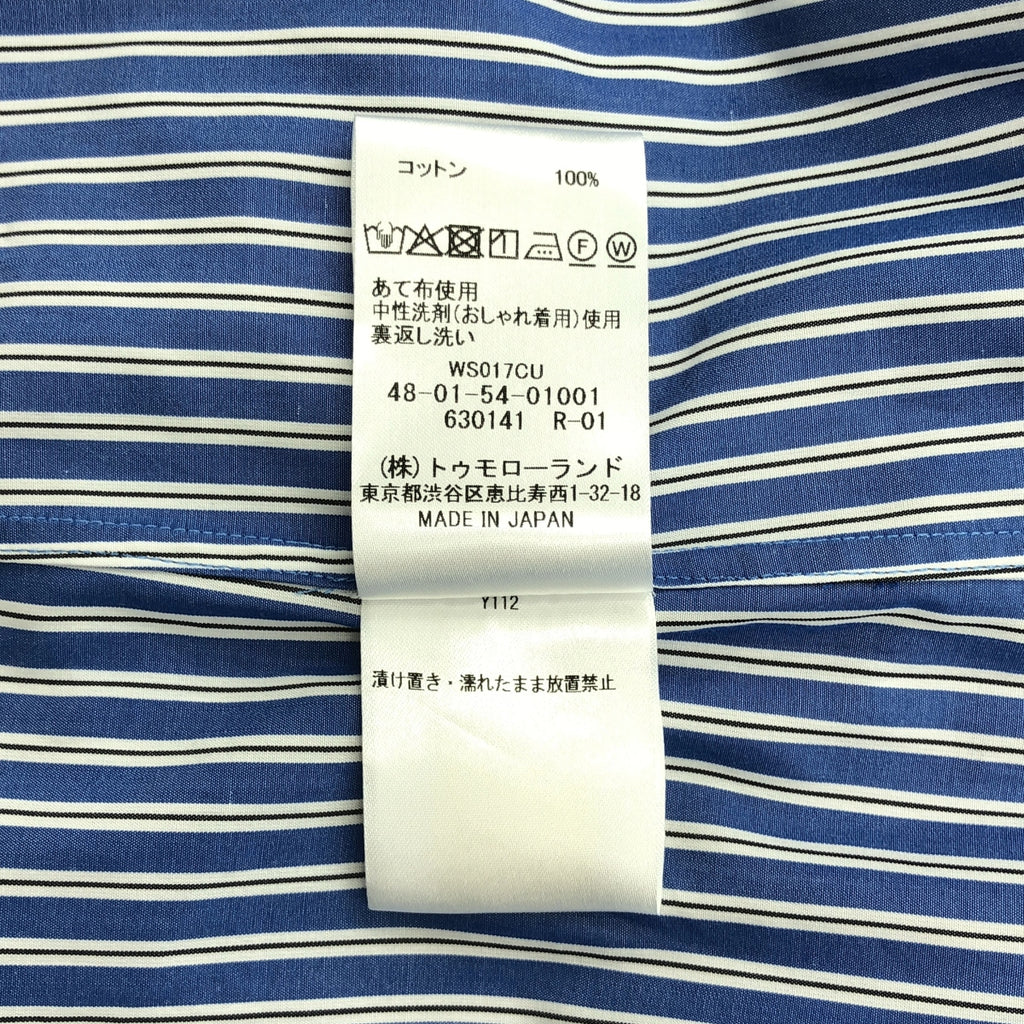 コットン 100%
F W
あて布使用
中性洗剤(おしゃれ着用)使用
裏返し洗い
WS017CU
48-01-54-01001
630141 R-01
(株)トゥモローランド
東京都渋谷区恵比寿西1-32-18
MADE IN JAPAN
Y112
漬け置き・濡れたまま放置禁止